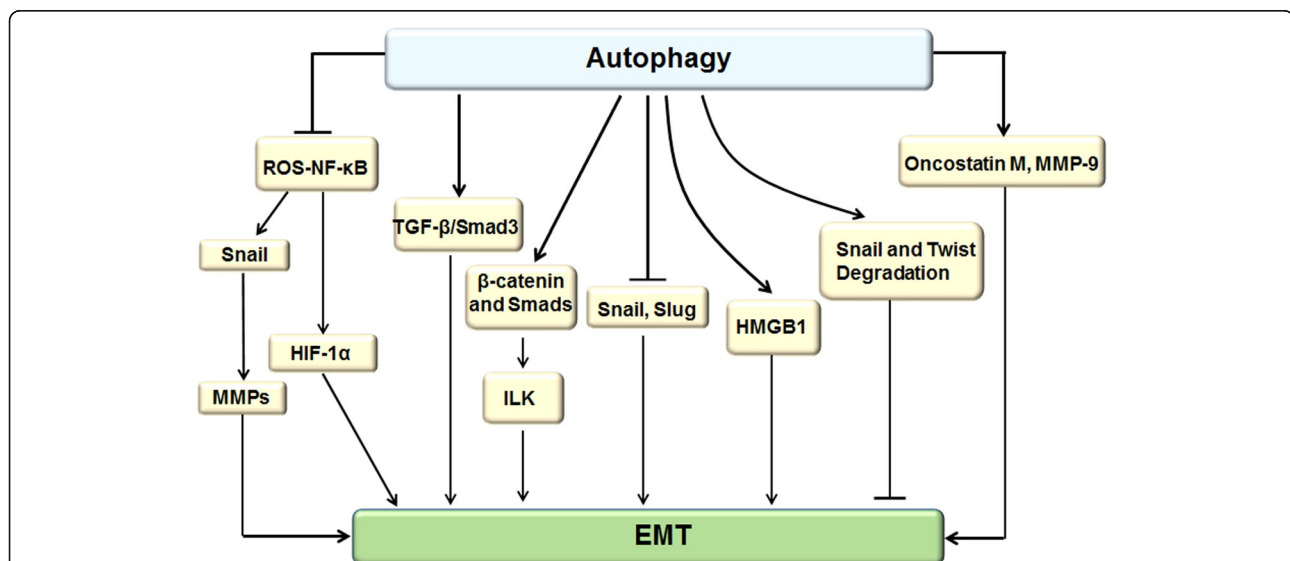 Autophagy
ROS-NF-κB
Oncostatin M, MMP-9
TGF-β/Smad3
Snail
Snail and Twist
Degradation
β-catenin
and Smads
Snail, Slug
HMGB1
HIF-1α
MMPs
ILK
EMT